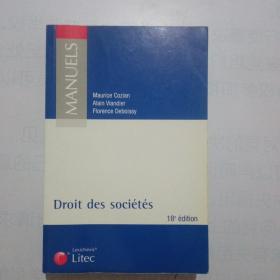 MANUELS
Maurice Cozian
Alain Viandier
Florence Deboissy
Droit des sociétés
18e édition
LexisNexis
Litec